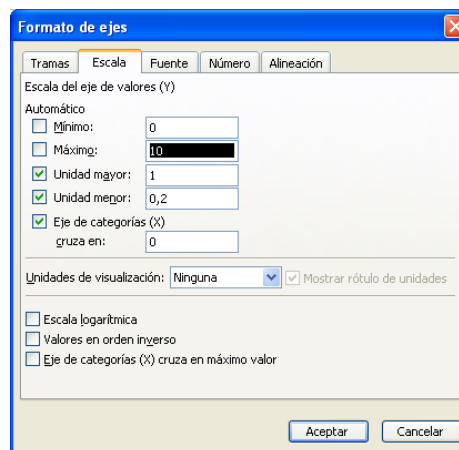 Formato de ejes
Tramas Escala Fuente Número Alineación
Escala del eje de valores (Y)
Automático
Mínimo: 0
Máximo: 10
Unidad mayor: 1
Unidad menor: 0,2
Eje de categorías (X)
cruza en: 0
Unidades de visualización: Ninguna Mostrar rótulo de unidades
Escala logarítmica
Valores en orden inverso
Eje de categorías (X) cruza en máximo valor
Aceptar Cancelar